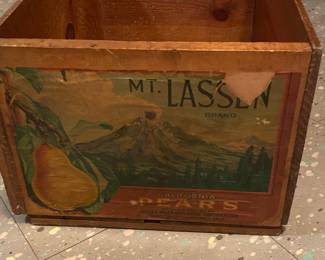 MT. LASSEN
BRAND
CALIFORNIA
PEARS